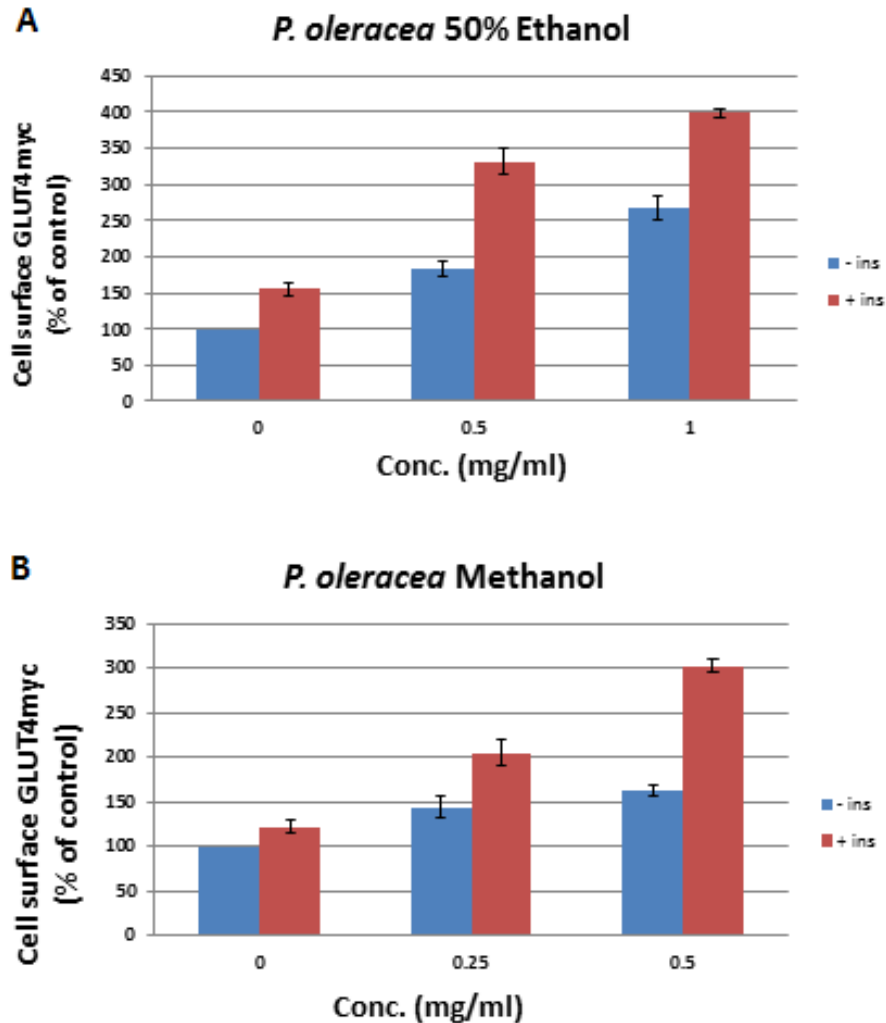 A
P. oleracea 50% Ethanol
Cell surface GLUT4myc
(% of control)
450
400
350
300
250
200
150
100
50
0
0 0.5 1
Conc. (mg/ml)
- ins
+ ins
B
P. oleracea Methanol
Cell surface GLUT4myc
(% of control)
350
300
250
200
150
100
50
0
0 0.25 0.5
Conc. (mg/ml)
- ins
+ ins